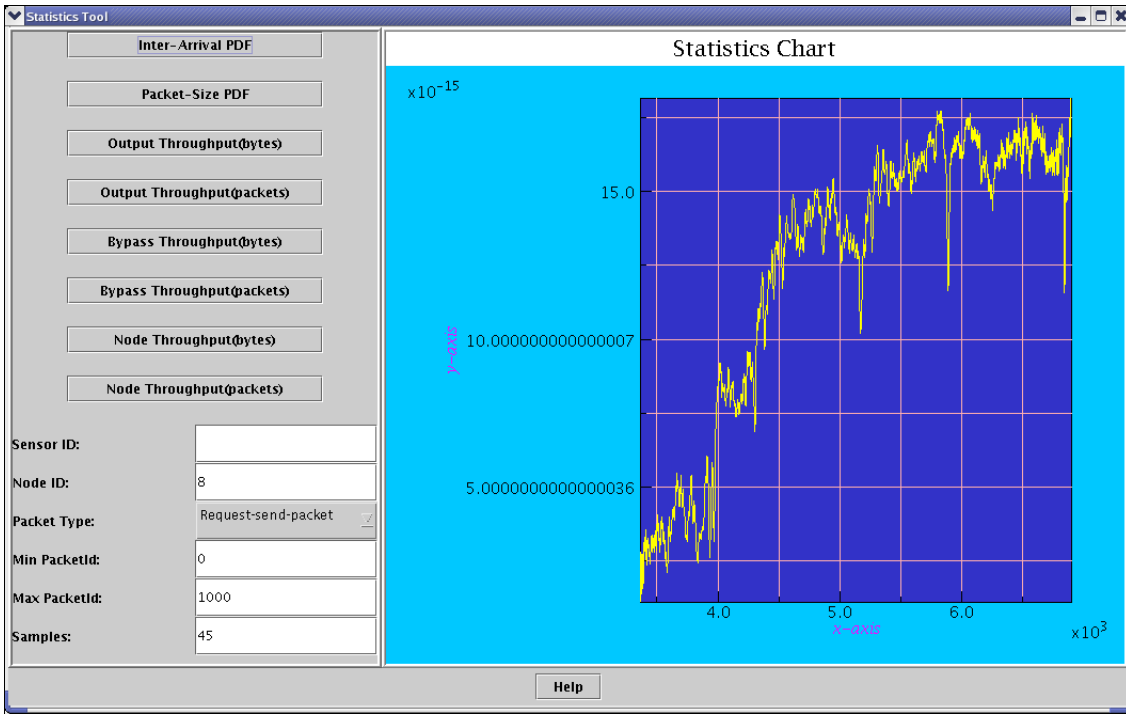 Statistics Tool
Inter-Arrival PDF
Packet-Size PDF
Output Throughput(bytes)
Output Throughput(packets)
Bypass Throughput(bytes)
Bypass Throughput(packets)
Node Throughput(bytes)
Node Throughput(packets)
Sensor ID:
Node ID: 8
Packet Type: Request-send-packet
Min PacketId: 0
Max PacketId: 1000
Samples: 45
Statistics Chart
x10⁻¹⁵
15.0
10.000000000000007
5.0000000000000036
y-axis
4.0 5.0 6.0
x-axis
x10³
Help